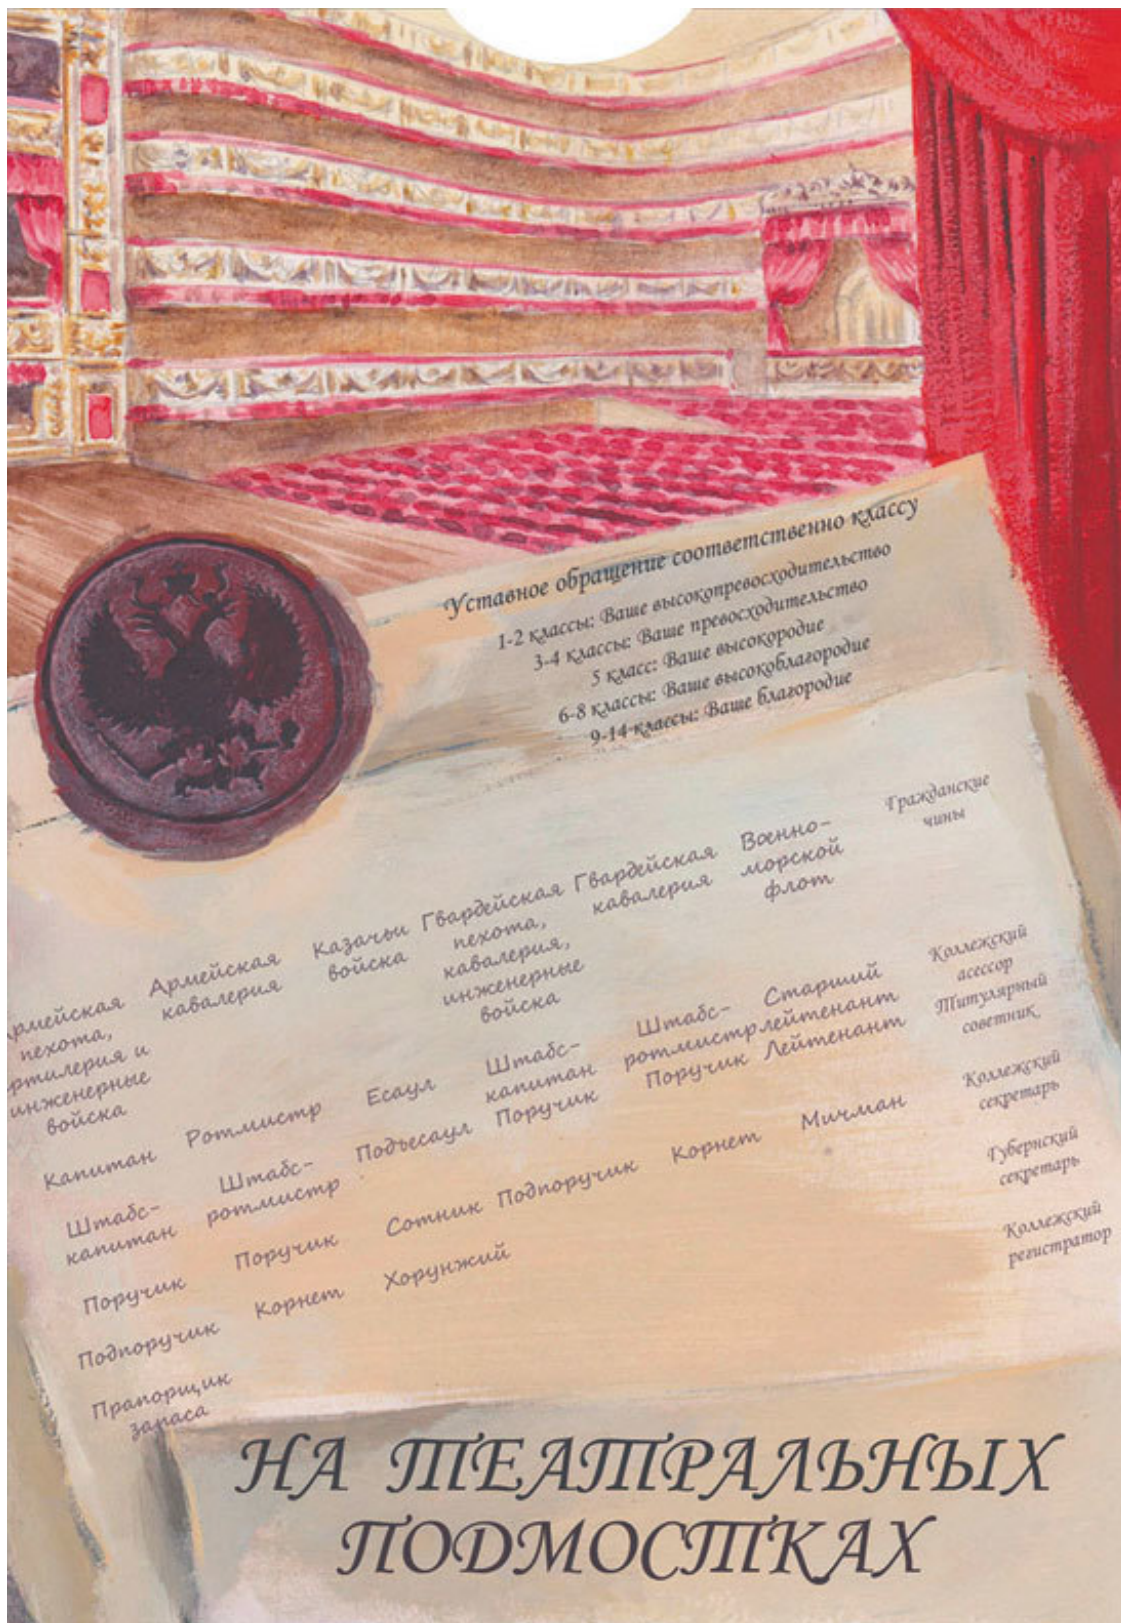 Уставное обращение соответственно классу
1-2 классы: Ваше высокопревосходительство
3-4 классы: Ваше превосходительство
5 класс: Ваше высокородие
6-8 классы: Ваше высокоблагородие
9-14 классы: Ваше благородие
рмейская
пехота,
ртилерия и
инженерные
войска
Армейская
кавалерия
Казачьи
войска
Гвардейская
пехота,
кавалерия,
инженерные
войска
Гвардейская
кавалерия
Военно-
морской
флот
Гражданские
чины
Капитан
Ротмистр
Есаул
Штабс-
капитан
Штабс-
ротмистр
Старший
лейтенант
Коллежский
асессор
Штабс-
капитан
Штабс-
ротмистр
Подъесаул
Поручик
Поручик
Лейтенант
Титулярный
советник
Поручик
Поручик
Сотник
Подпоручик
Корнет
Мичман
Коллежский
секретарь
Подпоручик
Корнет
Хорунжий
Губернский
секретарь
Прапорщик
запаса
Коллежский
регистратор
НА ТЕАТРАЛЬНЫХ
ПОДМОСТКАХ